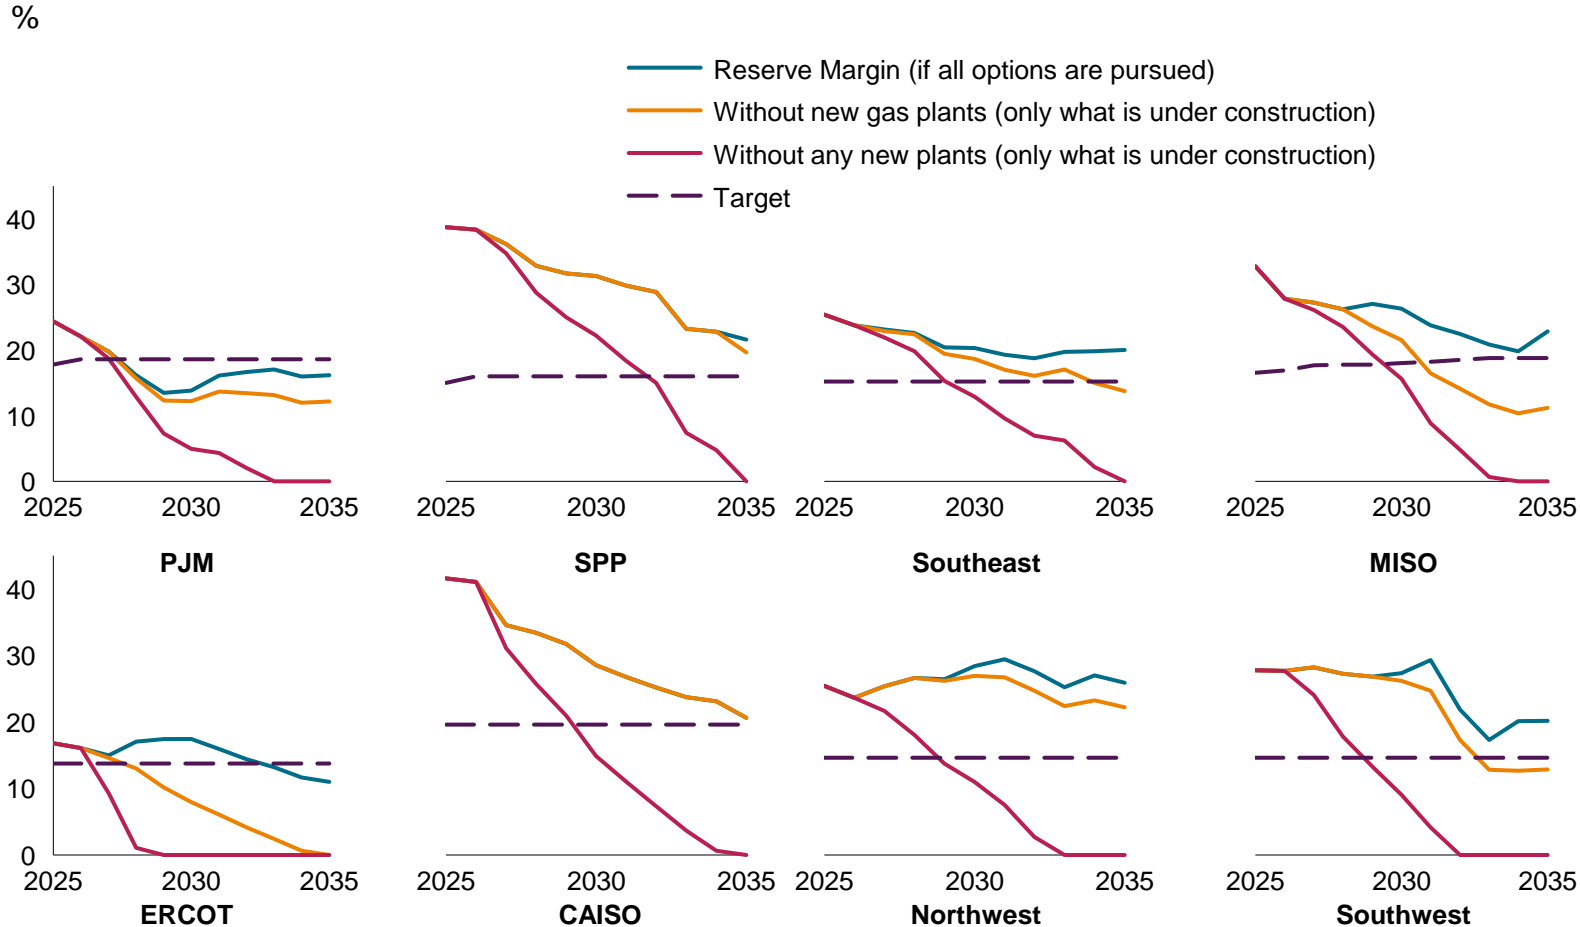 %
Reserve Margin (if all options are pursued)
Without new gas plants (only what is under construction)
Without any new plants (only what is under construction)
Target
40
30
20
10
0
2025 2030 2035
2025 2030 2035
2025 2030 2035
2025 2030 2035
PJM
SPP
Southeast
MISO
40
30
20
10
0
2025 2030 2035
2025 2030 2035
2025 2030 2035
2025 2030 2035
ERCOT
CAISO
Northwest
Southwest